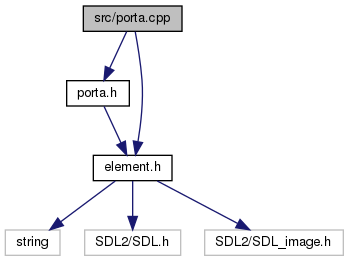 src/porta.cpp
porta.h
element.h
string
SDL2/SDL.h
SDL2/SDL_image.h